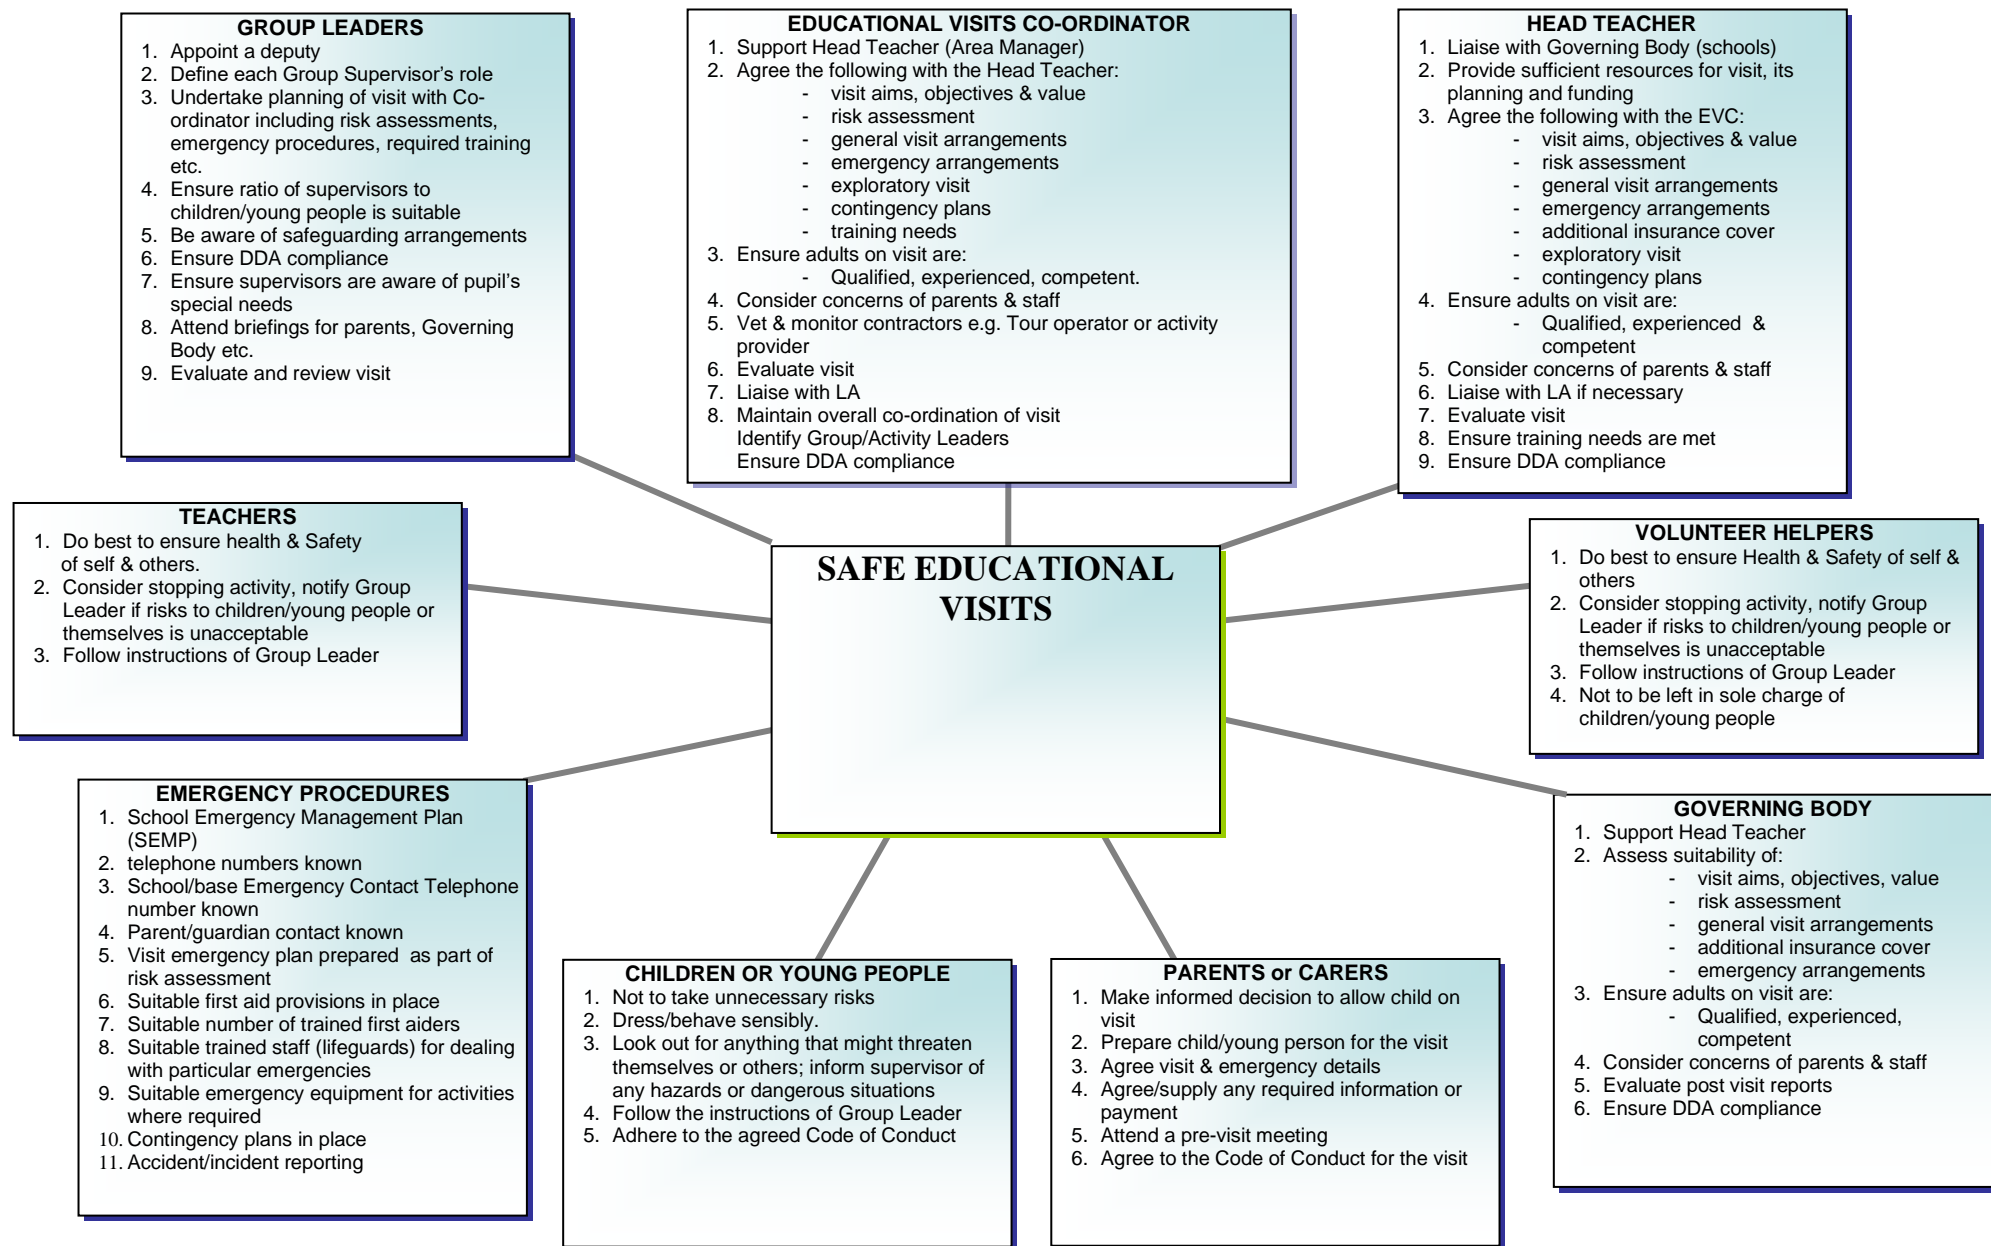 GROUP LEADERS
1. Appoint a deputy
2. Define each Group Supervisor's role
3. Undertake planning of visit with Co-
ordinator including risk assessments,
emergency procedures, required training
etc.
4. Ensure ratio of supervisors to
children/young people is suitable
5. Be aware of safeguarding arrangements
6. Ensure DDA compliance
7. Ensure supervisors are aware of pupil's
special needs
8. Attend briefings for parents, Governing
Body etc.
9. Evaluate and review visit
EDUCATIONAL VISITS CO-ORDINATOR
1. Support Head Teacher (Area Manager)
2. Agree the following with the Head Teacher:
- visit aims, objectives & value
- risk assessment
- general visit arrangements
- emergency arrangements
- exploratory visit
- contingency plans
- training needs
3. Ensure adults on visit are:
- Qualified, experienced, competent.
4. Consider concerns of parents & staff
5. Vet & monitor contractors e.g. Tour operator or activity
provider
6. Evaluate visit
7. Liaise with LA
8. Maintain overall co-ordination of visit
Identify Group/Activity Leaders
Ensure DDA compliance
HEAD TEACHER
1. Liaise with Governing Body (schools)
2. Provide sufficient resources for visit, its
planning and funding
3. Agree the following with the EVC:
- visit aims, objectives & value
- risk assessment
- general visit arrangements
- emergency arrangements
- additional insurance cover
- exploratory visit
- contingency plans
4. Ensure adults on visit are:
- Qualified, experienced &
competent
5. Consider concerns of parents & staff
6. Liaise with LA if necessary
7. Evaluate visit
8. Ensure training needs are met
9. Ensure DDA compliance
TEACHERS
1. Do best to ensure health & Safety
of self & others.
2. Consider stopping activity, notify Group
Leader if risks to children/young people or
themselves is unacceptable
3. Follow instructions of Group Leader
SAFE EDUCATIONAL
VISITS
VOLUNTEER HELPERS
1. Do best to ensure Health & Safety of self &
others
2. Consider stopping activity, notify Group
Leader if risks to children/young people or
themselves is unacceptable
3. Follow instructions of Group Leader
4. Not to be left in sole charge of
children/young people
EMERGENCY PROCEDURES
1. School Emergency Management Plan
(SEMP)
2. telephone numbers known
3. School/base Emergency Contact Telephone
number known
4. Parent/guardian contact known
5. Visit emergency plan prepared as part of
risk assessment
6. Suitable first aid provisions in place
7. Suitable number of trained first aiders
8. Suitable trained staff (lifeguards) for dealing
with particular emergencies
9. Suitable emergency equipment for activities
where required
10. Contingency plans in place
11. Accident/incident reporting
CHILDREN OR YOUNG PEOPLE
1. Not to take unnecessary risks
2. Dress/behave sensibly.
3. Look out for anything that might threaten
themselves or others; inform supervisor of
any hazards or dangerous situations
4. Follow the instructions of Group Leader
5. Adhere to the agreed Code of Conduct
PARENTS or CARERS
1. Make informed decision to allow child on
visit
2. Prepare child/young person for the visit
3. Agree visit & emergency details
4. Agree/supply any required information or
payment
5. Attend a pre-visit meeting
6. Agree to the Code of Conduct for the visit
GOVERNING BODY
1. Support Head Teacher
2. Assess suitability of:
- visit aims, objectives, value
- risk assessment
- general visit arrangements
- additional insurance cover
- emergency arrangements
3. Ensure adults on visit are:
- Qualified, experienced,
competent
4. Consider concerns of parents & staff
5. Evaluate post visit reports
6. Ensure DDA compliance